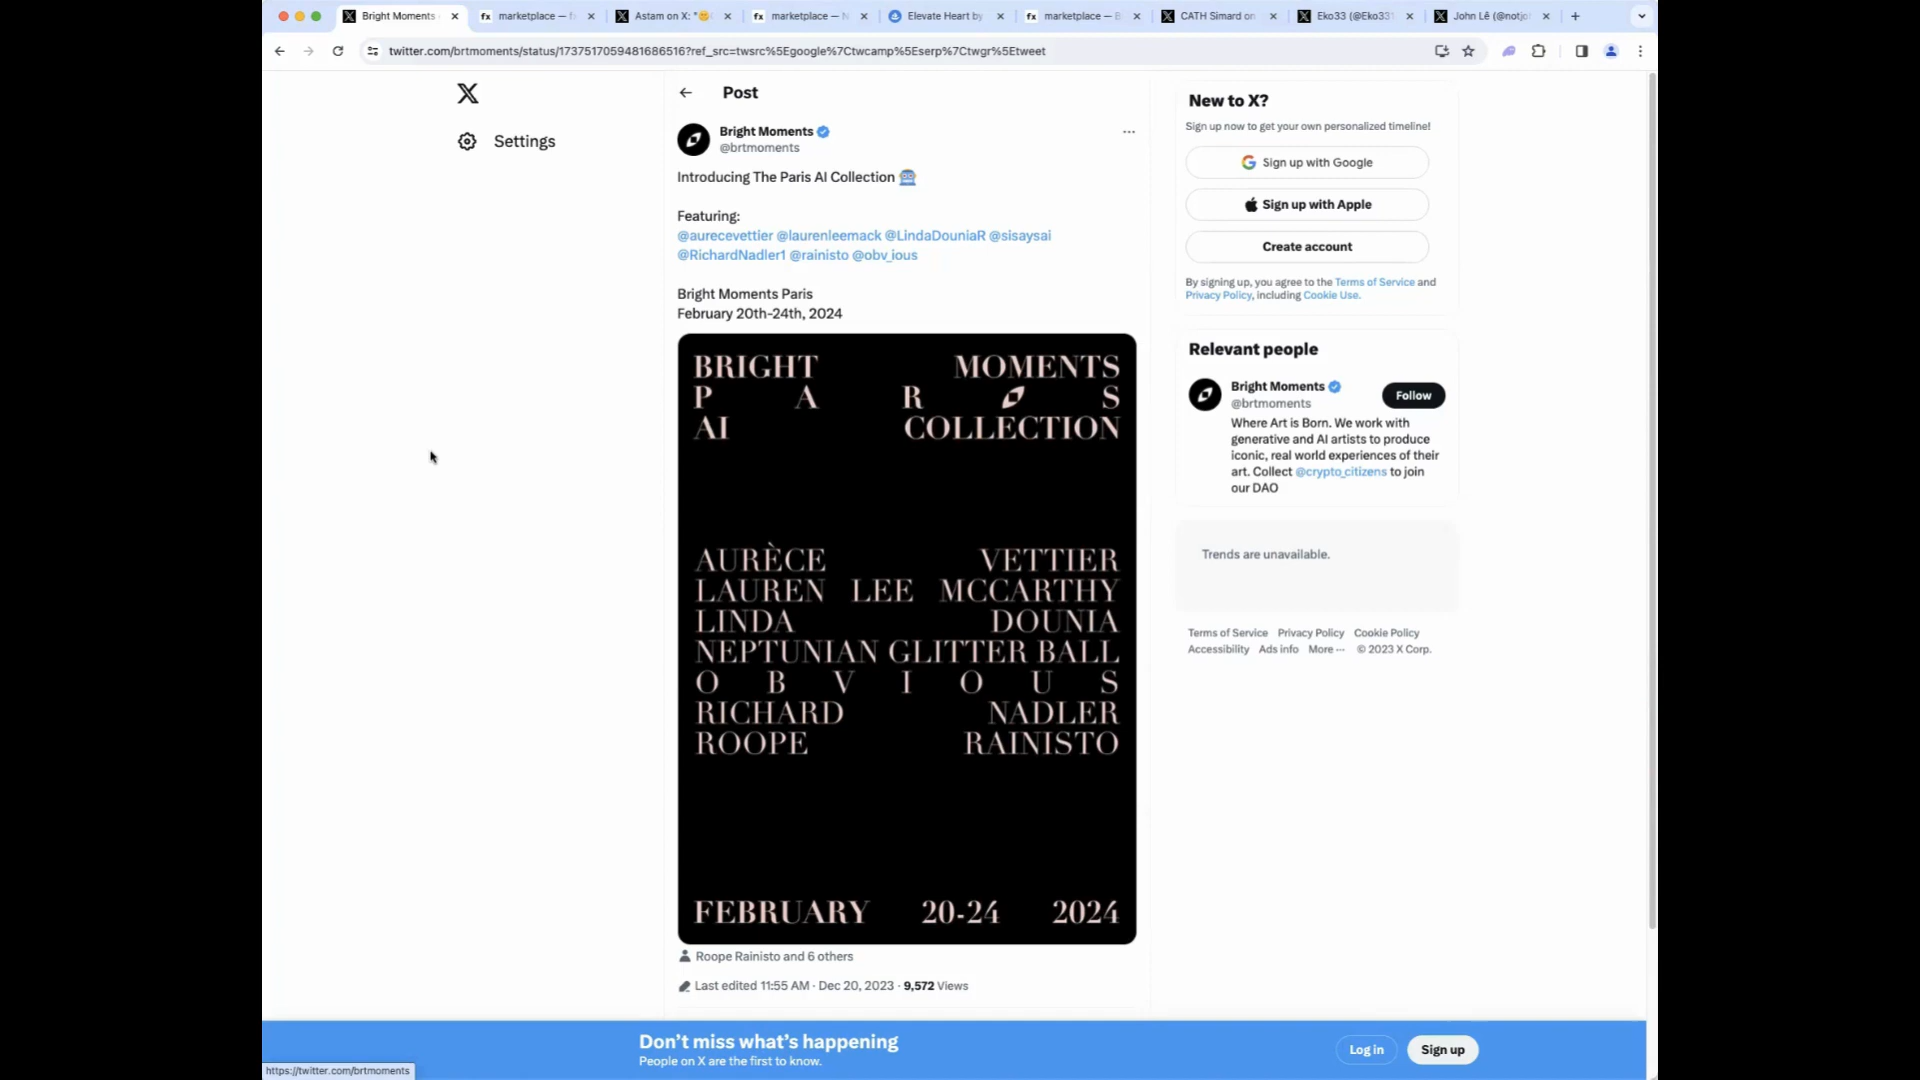 Bright Moments
marketplace — f
Astam on X: "
marketplace — N
Elevate Heart by
marketplace — B
CATH Simard on
Eko33 (@Eko331
John Lê (@notjo
twitter.com/brtmoments/status/1737517059481686516?ref_src=twsrc%5Egoogle%7Ctwcamp%5Eserp%7Ctwgr%5Etweet
Settings
Post
Bright Moments
@brtmoments
Introducing The Paris AI Collection
Featuring:
@aurecevettier @laurenleemack @LindaDouniaR @sisaysai
@RichardNadler1 @rainisto @obv_ious
Bright Moments Paris
February 20th-24th, 2024
BRIGHT MOMENTS
P A R S
AI COLLECTION
AURÈCE VETTIER
LAUREN LEE MCCARTHY
LINDA DOUNIA
NEPTUNIAN GLITTER BALL
O B V I O U S
RICHARD NADLER
ROOPE RAINISTO
FEBRUARY 20-24 2024
Roope Rainisto and 6 others
Last edited 11:55 AM · Dec 20, 2023 · 9,572 Views
New to X?
Sign up now to get your own personalized timeline!
Sign up with Google
Sign up with Apple
Create account
By signing up, you agree to the Terms of Service and
Privacy Policy, including Cookie Use.
Relevant people
Bright Moments
@brtmoments
Follow
Where Art is Born. We work with
generative and AI artists to produce
iconic, real world experiences of their
art. Collect @crypto_citizens to join
our DAO
Trends are unavailable.
Terms of Service Privacy Policy Cookie Policy
Accessibility Ads info More ··· © 2023 X Corp.
Don't miss what's happening
People on X are the first to know.
Log in
Sign up
https://twitter.com/brtmoments